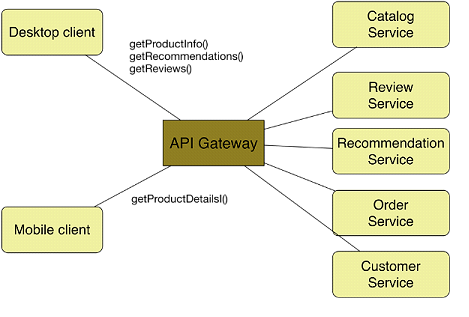 Desktop client
getProductInfo()
getRecommendations()
getReviews()
API Gateway
getProductDetailsI()
Mobile client
Catalog
Service
Review
Service
Recommendation
Service
Order
Service
Customer
Service